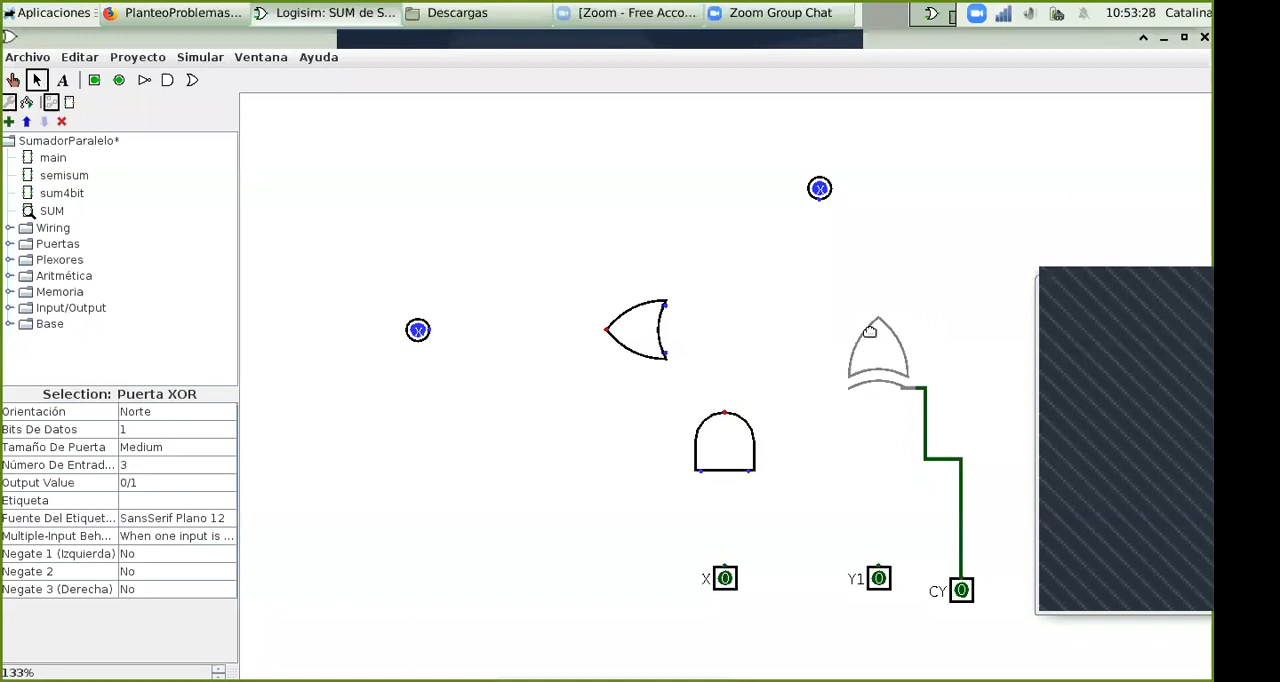 Aplicaciones PlanteoProblemas... Logisim: SUM de S... Descargas [Zoom - Free Acco... Zoom Group Chat 10:53:28 Catalina
Archivo Editar Proyecto Simular Ventana Ayuda
A
SumadorParalelo*
main
semisum
sum4bit
SUM
Wiring
Puertas
Plexores
Aritmética
Memoria
Input/Output
Base
Selection: Puerta XOR
Orientación Norte
Bits De Datos 1
Tamaño De Puerta Medium
Número De Entrad... 3
Output Value 0/1
Etiqueta
Fuente Del Etiquet... SansSerif Plano 12
Multiple-Input Beh... When one input is ...
Negate 1 (Izquierda) No
Negate 2 No
Negate 3 (Derecha) No
133%
X
X
X 0
Y1 0
CY 0